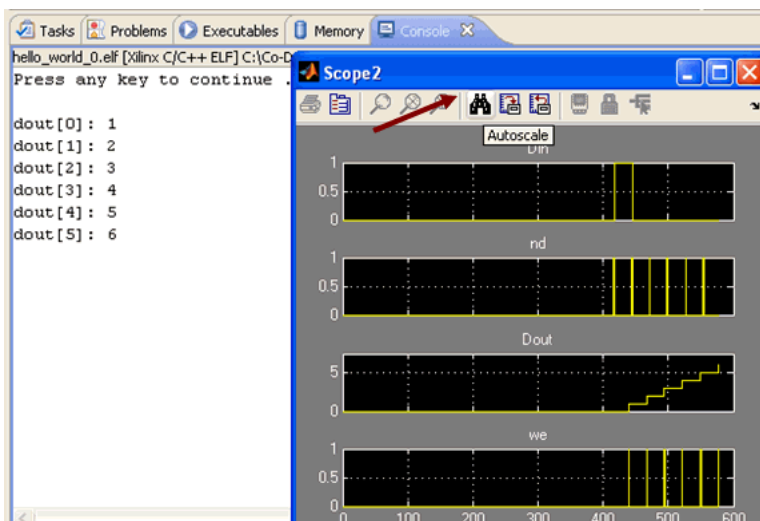 Tasks Problems Executables Memory Console
hello_world_0.elf [Xilinx C/C++ ELF] C:\Co-D
Press any key to continue .
dout[0]: 1
dout[1]: 2
dout[2]: 3
dout[3]: 4
dout[4]: 5
dout[5]: 6
Scope2
Autoscale
Din
1
0.5
0
nd
1
0.5
0
Dout
5
0
we
1
0.5
0
0 100 200 300 400 500 600